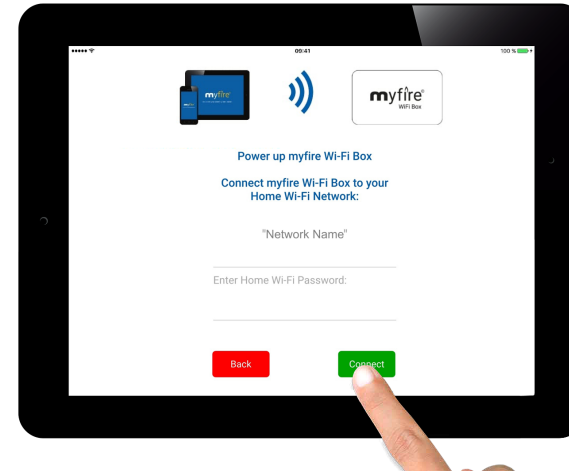 09:41
100 %
myfire
myfire®
WiFi Box
Power up myfire Wi-Fi Box
Connect myfire Wi-Fi Box to your
Home Wi-Fi Network:
"Network Name"
Enter Home Wi-Fi Password:
Back
Connect